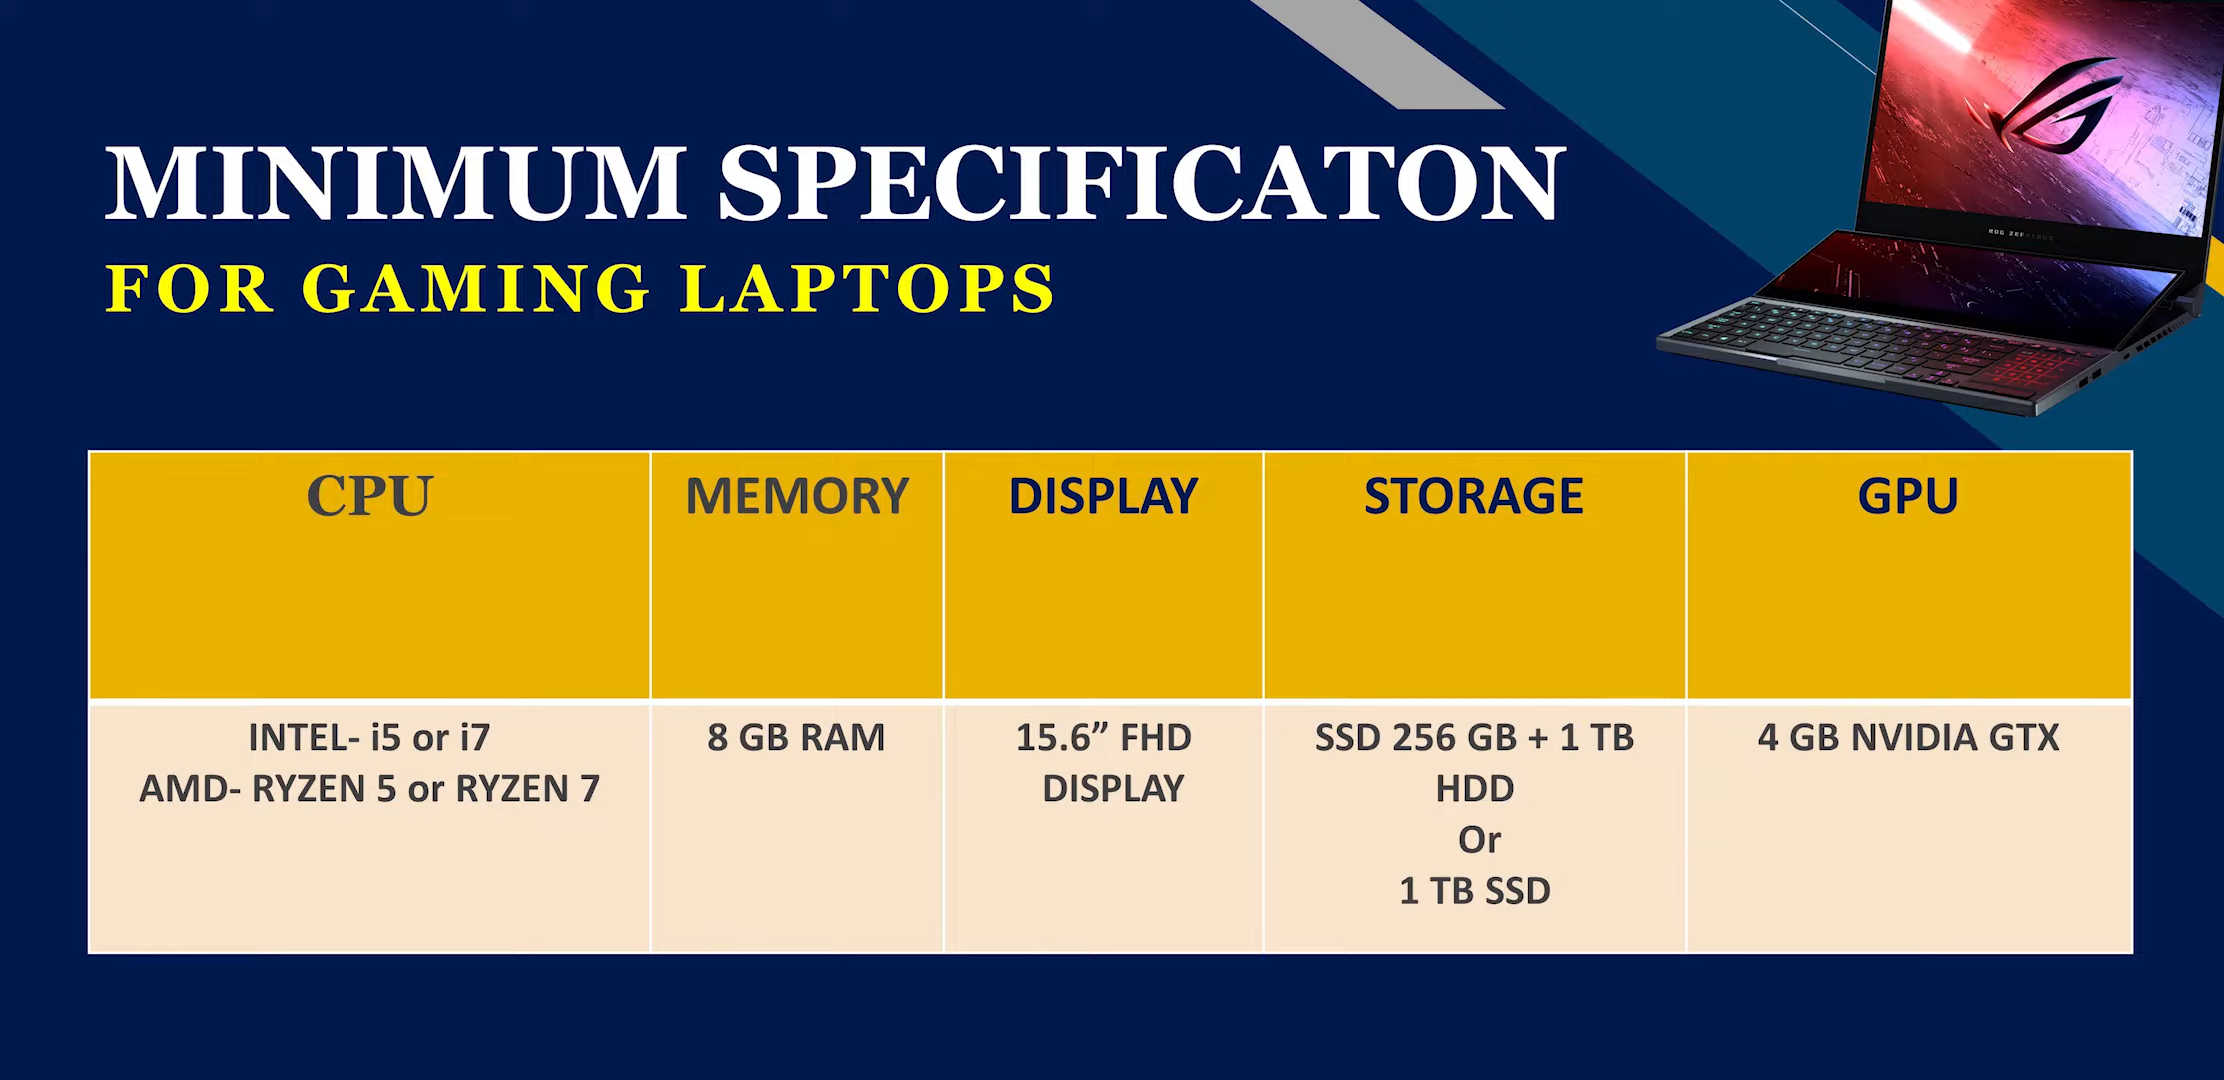 MINIMUM SPECIFICATON
FOR GAMING LAPTOPS
CPU
MEMORY
DISPLAY
STORAGE
GPU
INTEL- i5 or i7
AMD- RYZEN 5 or RYZEN 7
8 GB RAM
15.6” FHD
DISPLAY
SSD 256 GB + 1 TB
HDD
Or
1 TB SSD
4 GB NVIDIA GTX